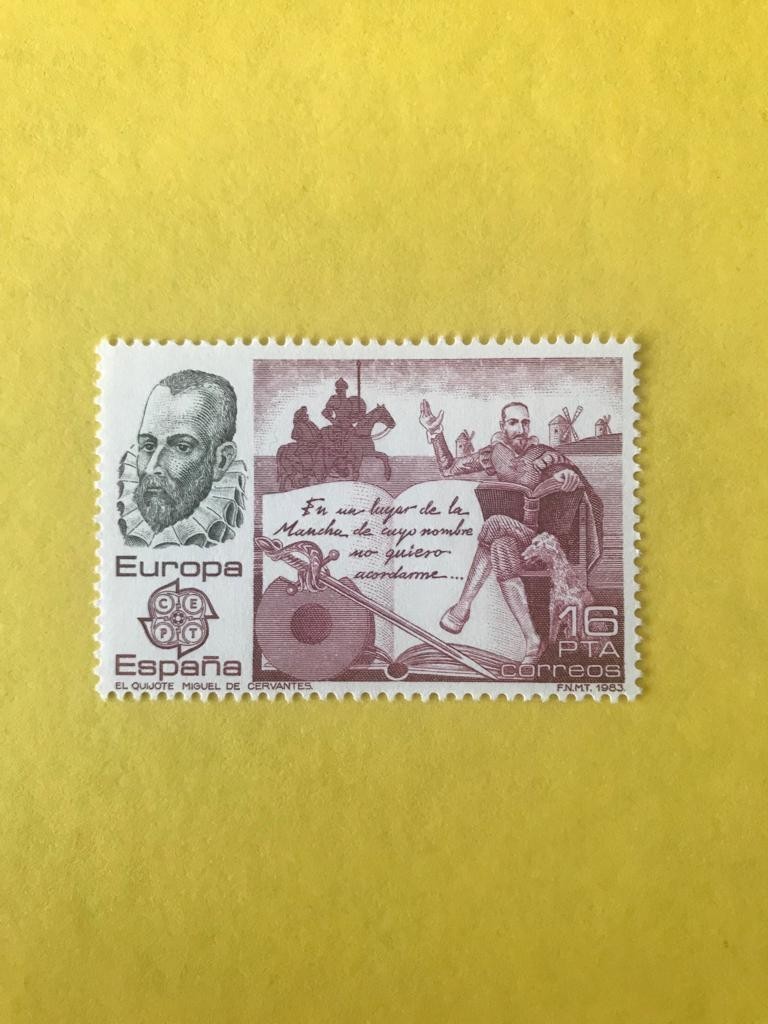 Europa
CEPT
España
EL QUIJOTE MIGUEL DE CERVANTES.
En un lugar de la
Mancha de cuyo nombre
no quiero
acordarme...
16
PTA
correos
F.N.M.T. 1983.